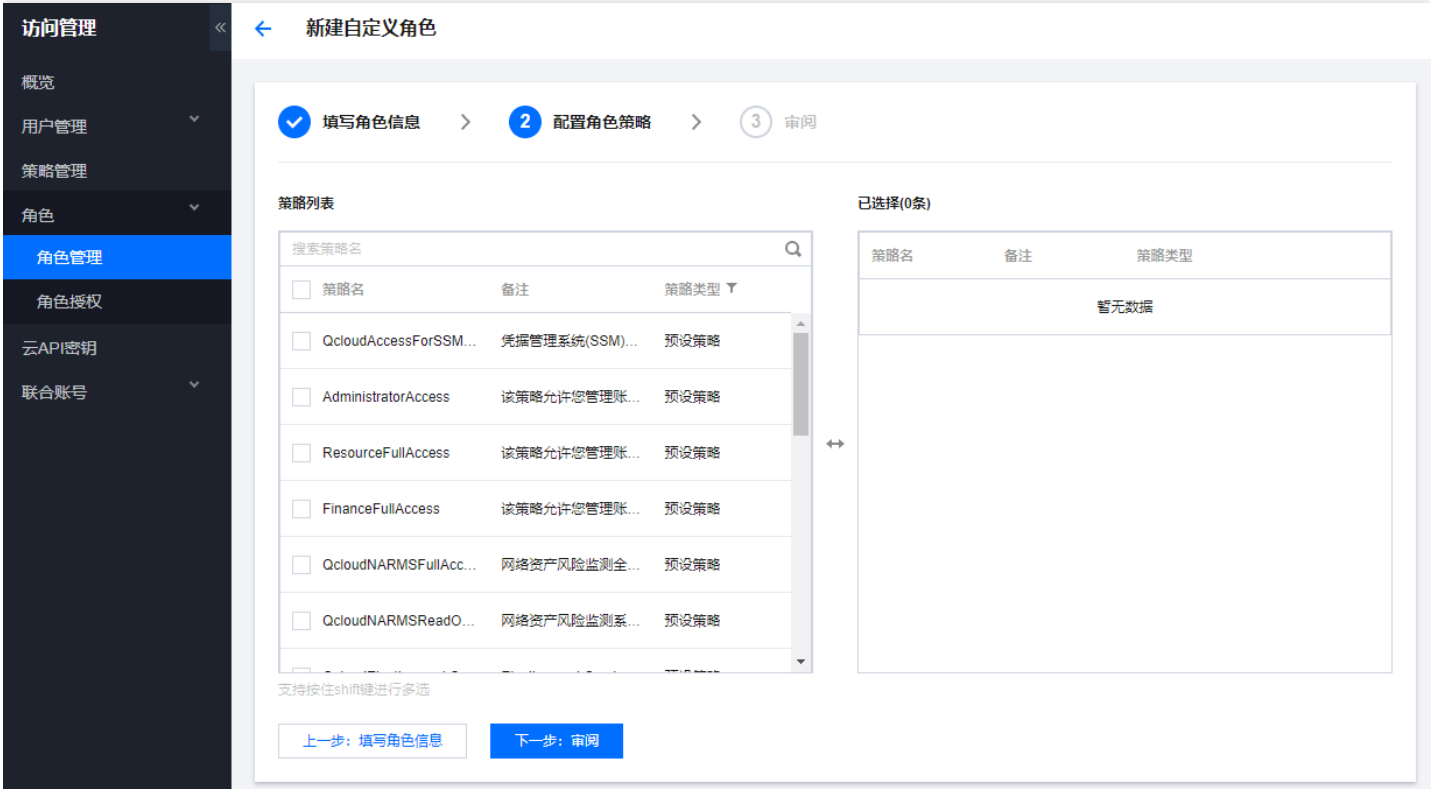 访问管理
«
新建自定义角色
概览
用户管理
策略管理
角色
角色管理
角色授权
云API密钥
联合账号
填写角色信息
2 配置角色策略
3 审阅
策略列表
搜索策略名
策略名 备注 策略类型
QcloudAccessForSSM... 凭据管理系统(SSM)... 预设策略
AdministratorAccess 该策略允许您管理账... 预设策略
ResourceFullAccess 该策略允许您管理账... 预设策略
FinanceFullAccess 该策略允许您管理账... 预设策略
QcloudNARMSFullAcc... 网络资产风险监测全... 预设策略
QcloudNARMSReadO... 网络资产风险监测系... 预设策略
支持按住shift键进行多选
已选择(0条)
策略名 备注 策略类型
暂无数据
上一步：填写角色信息
下一步：审阅